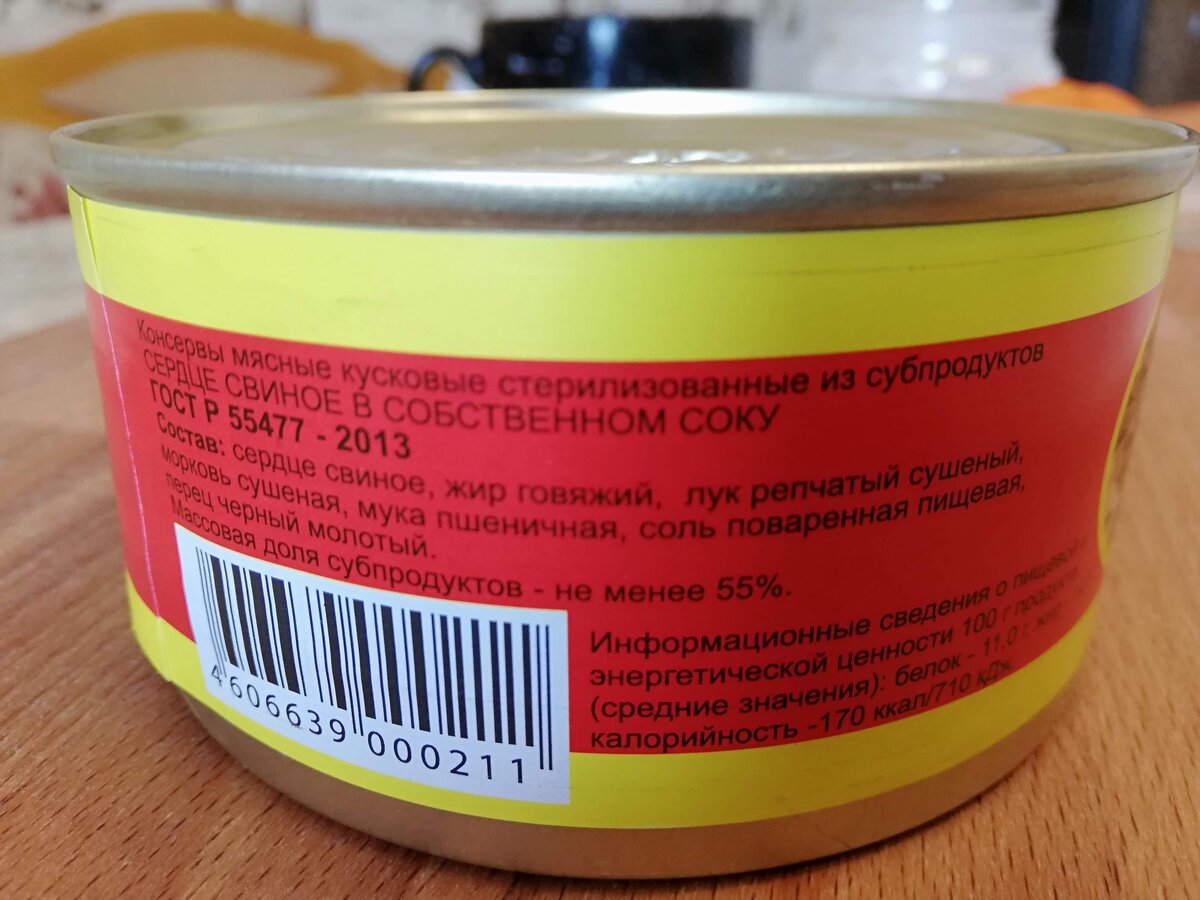 Консервы мясные кусковые стерилизованные из субпродуктов
СЕРДЦЕ СВИНОЕ В СОБСТВЕННОМ СОКУ
ГОСТ Р 55477 - 2013
Состав: сердце свиное, жир говяжий, лук репчатый сушеный,
морковь сушеная, мука пшеничная, соль поваренная пищевая,
перец черный молотый.
Массовая доля субпродуктов - не менее 55%.
Информационные сведения о пищевой
энергетической ценности 100 г продукта
(средние значения): белок - 11,0 г, жир
калорийность -170 ккал/710 кДж
4 606639 000211